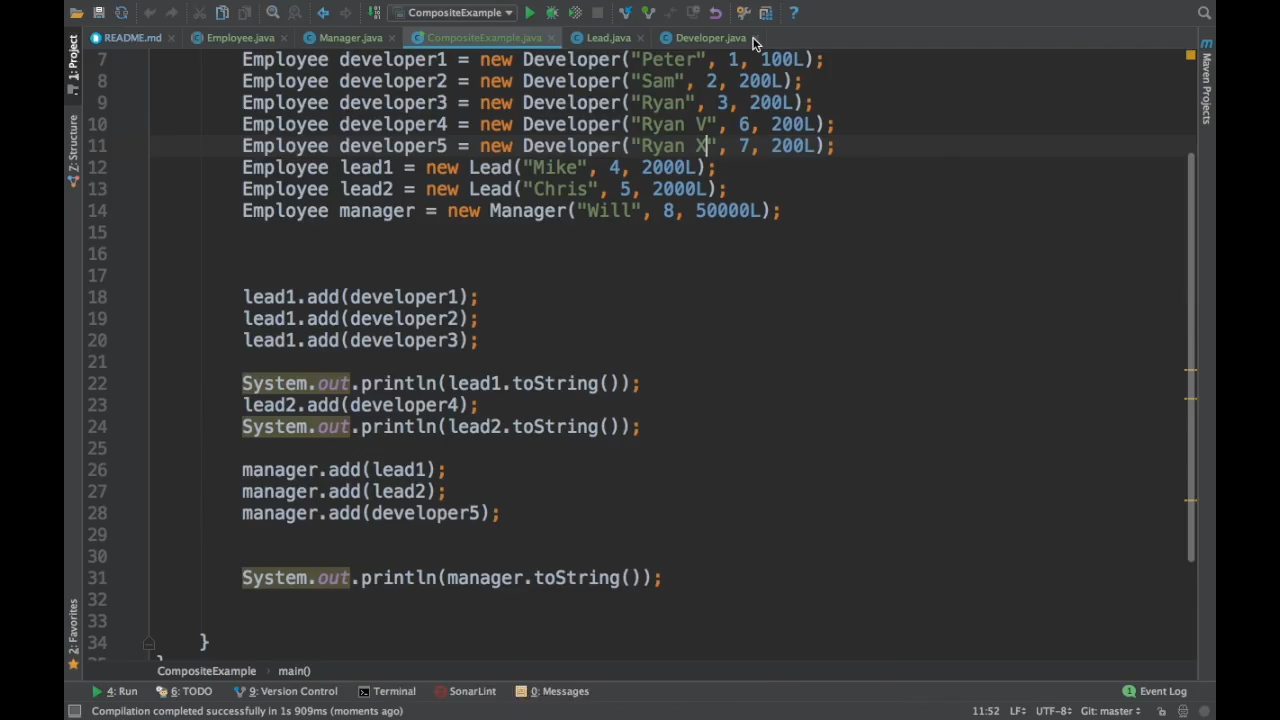 CompositeExample
README.md Employee.java Manager.java CompositeExample.java Lead.java Developer.java
1: Project
7: Structure
2: Favorites
Maven Projects
7 Employee developer1 = new Developer("Peter", 1, 100L);
8 Employee developer2 = new Developer("Sam", 2, 200L);
9 Employee developer3 = new Developer("Ryan", 3, 200L);
10 Employee developer4 = new Developer("Ryan V", 6, 200L);
11 Employee developer5 = new Developer("Ryan X", 7, 200L);
12 Employee lead1 = new Lead("Mike", 4, 2000L);
13 Employee lead2 = new Lead("Chris", 5, 2000L);
14 Employee manager = new Manager("Will", 8, 50000L);
15
16
17
18 lead1.add(developer1);
19 lead1.add(developer2);
20 lead1.add(developer3);
21
22 System.out.println(lead1.toString());
23 lead2.add(developer4);
24 System.out.println(lead2.toString());
25
26 manager.add(lead1);
27 manager.add(lead2);
28 manager.add(developer5);
29
30
31 System.out.println(manager.toString());
32
33
34 }
CompositeExample › main()
4: Run 6: TODO 9: Version Control Terminal SonarLint 0: Messages 1 Event Log
Compilation completed successfully in 1s 909ms (moments ago) 11:52 LF UTF-8 Git: master